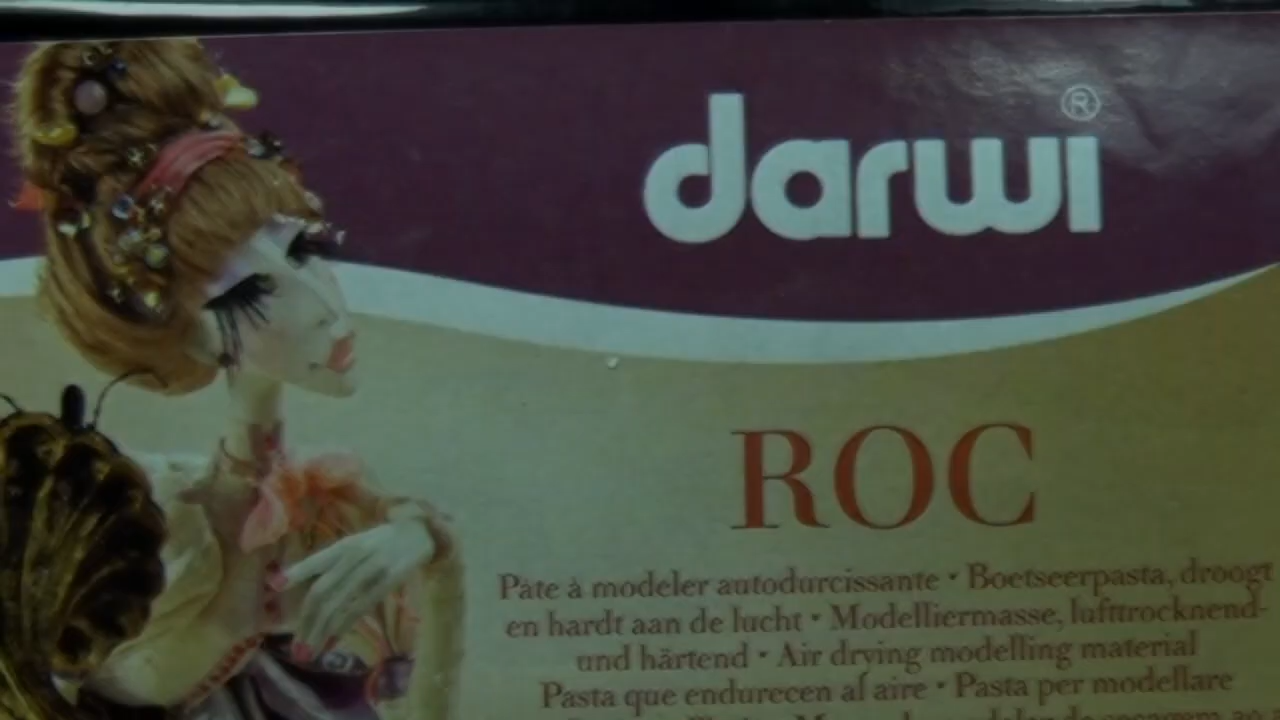 darwi®
ROC
Pâte à modeler autodurcissante • Boetseerpasta, droogt
en hardt aan de lucht • Modelliermasse, lufttrocknend-
und härtend • Air drying modelling material
Pasta que endurecen al aire • Pasta per modellare